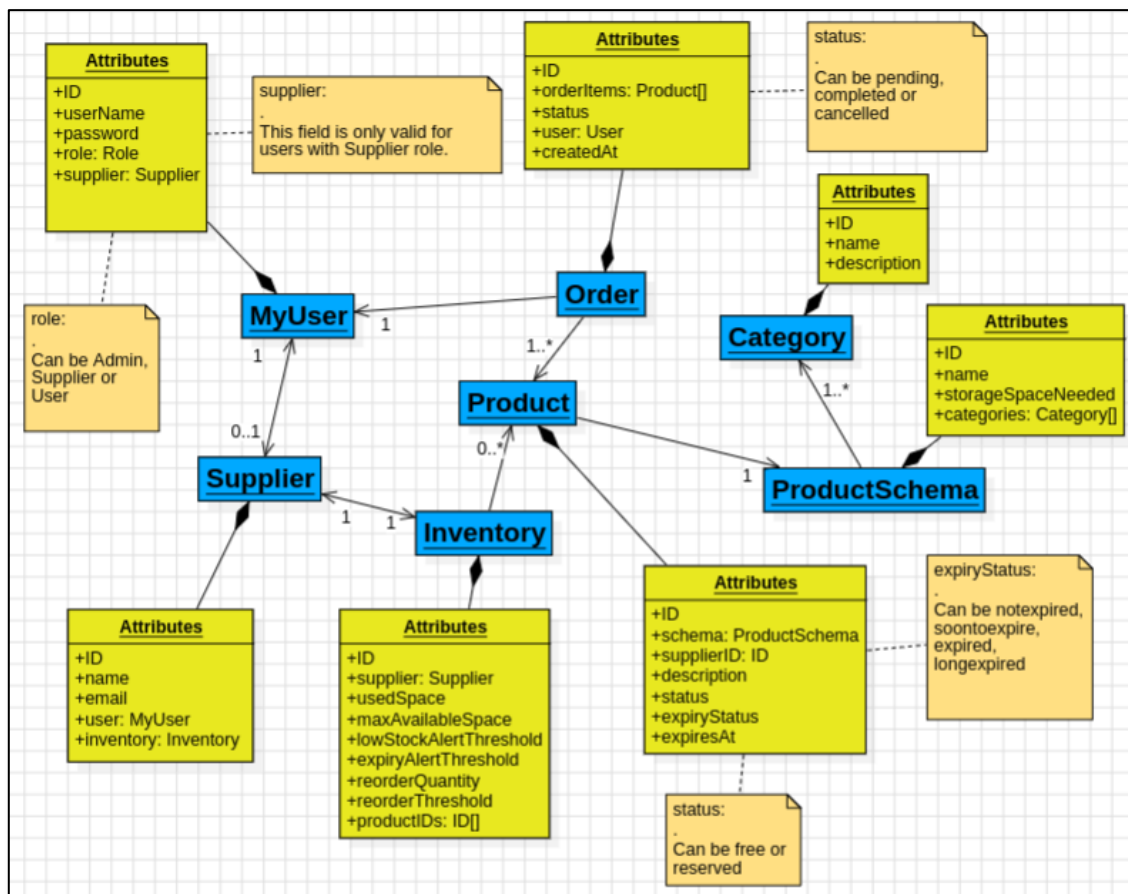 Attributes
+ID
+userName
+password
+role: Role
+supplier: Supplier
supplier:
.
This field is only valid for
users with Supplier role.
Attributes
+ID
+orderItems: Product[]
+status
+user: User
+createdAt
status:
.
Can be pending,
completed or
cancelled
Attributes
+ID
+name
+description
role:
.
Can be Admin,
Supplier or
User
MyUser
1
1
Order
1..*
Category
1..*
Attributes
+ID
+name
+storageSpaceNeeded
+categories: Category[]
Product
0..*
0..1
Supplier
1
1
Inventory
1
ProductSchema
Attributes
+ID
+name
+email
+user: MyUser
+inventory: Inventory
Attributes
+ID
+supplier: Supplier
+usedSpace
+maxAvailableSpace
+lowStockAlertThreshold
+expiryAlertThreshold
+reorderQuantity
+reorderThreshold
+productIDs: ID[]
Attributes
+ID
+schema: ProductSchema
+supplierID: ID
+description
+status
+expiryStatus
+expiresAt
expiryStatus:
.
Can be notexpired,
soontoexpire,
expired,
longexpired
status:
.
Can be free or
reserved